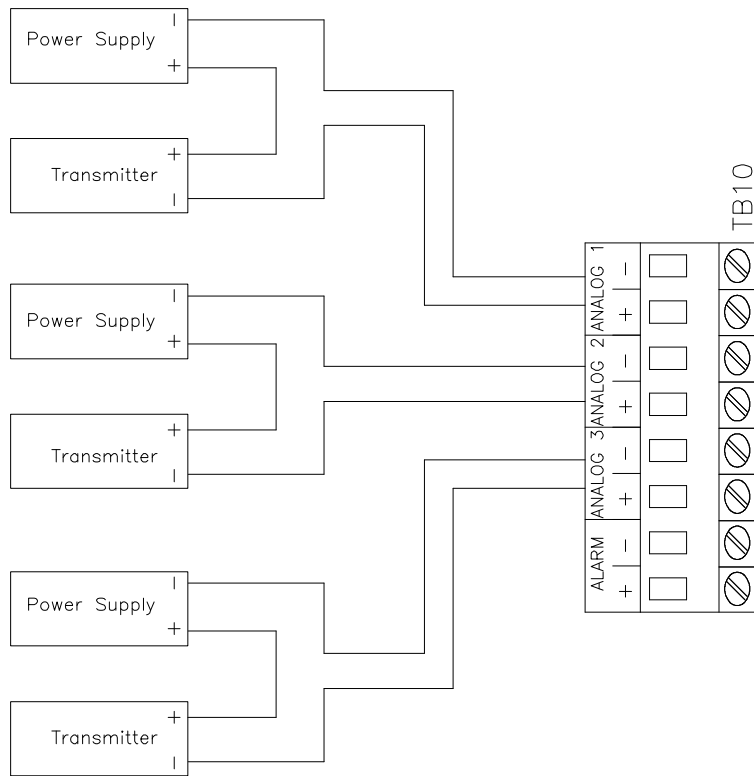 Power Supply
-
+
Transmitter
+
-
Power Supply
-
+
Transmitter
+
-
Power Supply
-
+
Transmitter
+
-
TB10
ANALOG 1
-
+
ANALOG 2
-
+
ANALOG 3
-
+
ALARM
-
+